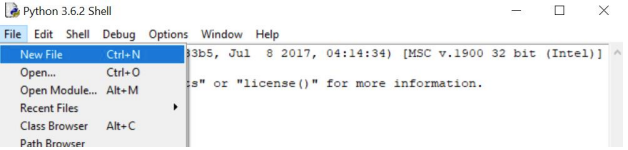 Python 3.6.2 Shell
File Edit Shell Debug Options Window Help
New File Ctrl+N
33b5, Jul 8 2017, 04:14:34) [MSC v.1900 32 bit (Intel)]
Open... Ctrl+O
s" or "license()" for more information.
Open Module... Alt+M
Recent Files
Class Browser Alt+C
Path Browser